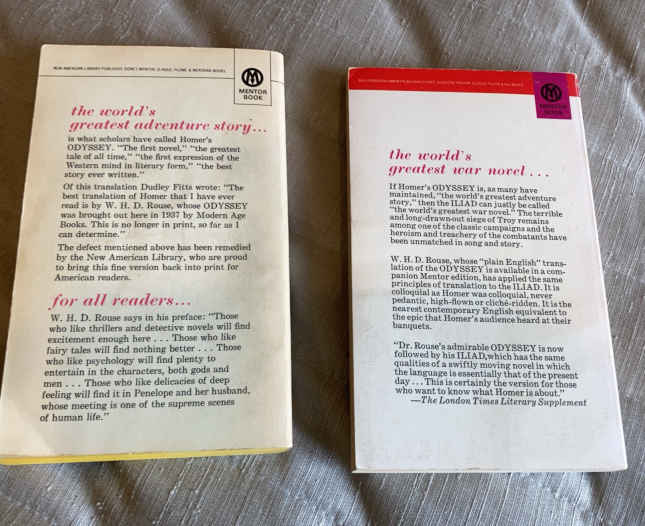 NEW AMERICAN LIBRARY PUBLISHES SIGNET, MENTOR, CLASSIC, PLUME & MERIDIAN BOOKS
MENTOR
BOOK
the world's
greatest adventure story...
is what scholars have called Homer's
ODYSSEY. "The first novel," "the greatest
tale of all time," "the first expression of the
Western mind in literary form," "the best
story ever written."
Of this translation Dudley Fitts wrote: "The
best translation of Homer that I have ever
read is by W. H. D. Rouse, whose ODYSSEY
was brought out here in 1937 by Modern Age
Books. This is no longer in print, so far as I
can determine."
The defect mentioned above has been remedied
by the New American Library, who are proud
to bring this fine version back into print for
American readers.
for all readers...
W. H. D. Rouse says in his preface: "Those
who like thrillers and detective novels will find
excitement enough here . . . Those who like
fairy tales will find nothing better . . . Those
who like psychology will find plenty to
entertain in the characters, both gods and
men . . . Those who like delicacies of deep
feeling will find it in Penelope and her husband,
whose meeting is one of the supreme scenes
of human life."
MENTOR
BOOK
the world's
greatest war novel . . .
If Homer's ODYSSEY is, as many have
maintained, "the world's greatest adventure
story," then the ILIAD can justly be called
"the world's greatest war novel." The terrible
and long-drawn-out siege of Troy remains
among one of the classic campaigns and the
heroism and treachery of the combatants have
been unmatched in song and story.
W. H. D. Rouse, whose "plain English" trans-
lation of the ODYSSEY is available in a com-
panion Mentor edition, has applied the same
principles of translation to the ILIAD. It is
colloquial as Homer was colloquial, never
pedantic, high-flown or cliché-ridden. It is the
nearest contemporary English equivalent to
the epic that Homer's audience heard at their
banquets.
"Dr. Rouse's admirable ODYSSEY is now
followed by his ILIAD, which has the same
qualities of a swiftly moving novel in which
the language is essentially that of the present
day . . . This is certainly the version for those
who want to know what Homer is about."
—The London Times Literary Supplement